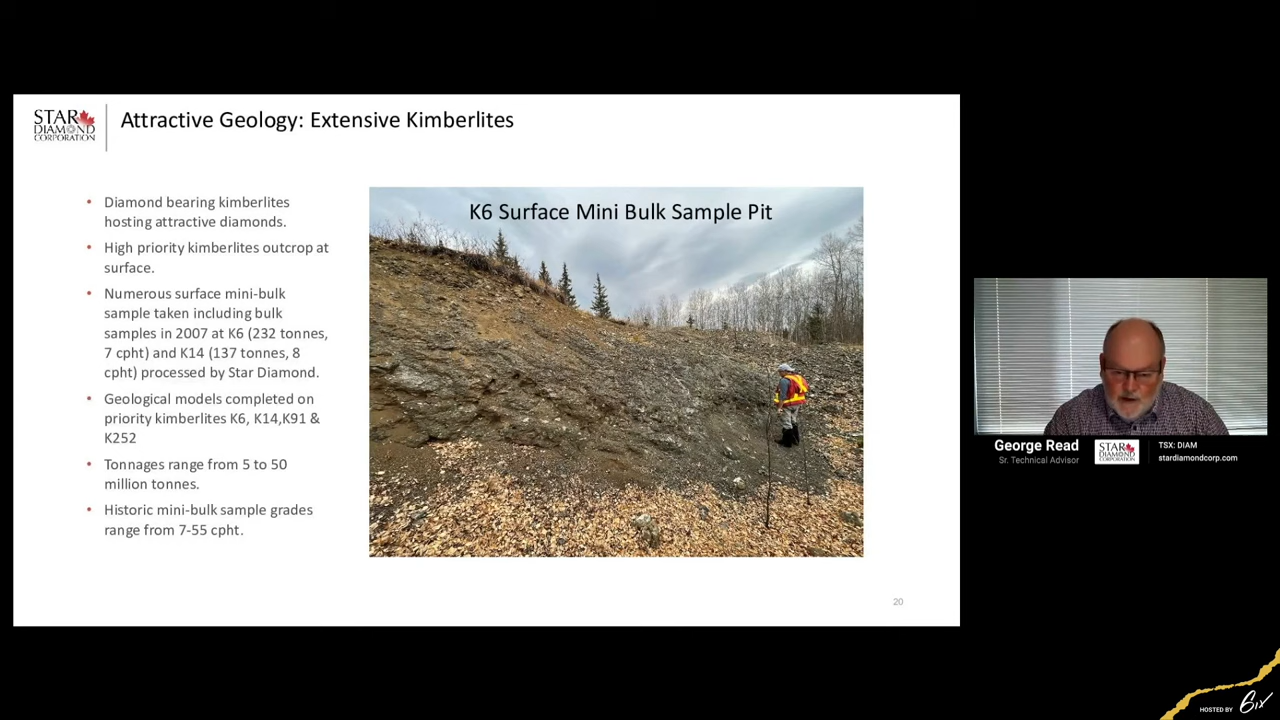 STAR
DIAMOND
CORPORATION
Attractive Geology: Extensive Kimberlites
• Diamond bearing kimberlites
hosting attractive diamonds.
• High priority kimberlites outcrop at
surface.
• Numerous surface mini-bulk
sample taken including bulk
samples in 2007 at K6 (232 tonnes,
7 cpht) and K14 (137 tonnes, 8
cpht) processed by Star Diamond.
• Geological models completed on
priority kimberlites K6, K14,K91 &
K252
• Tonnages range from 5 to 50
million tonnes.
• Historic mini-bulk sample grades
range from 7-55 cpht.
K6 Surface Mini Bulk Sample Pit
20
George Read
Sr. Technical Advisor
STAR
DIAMOND
CORPORATION
TSX: DIAM
stardiamondcorp.com
HOSTED BY 6ix